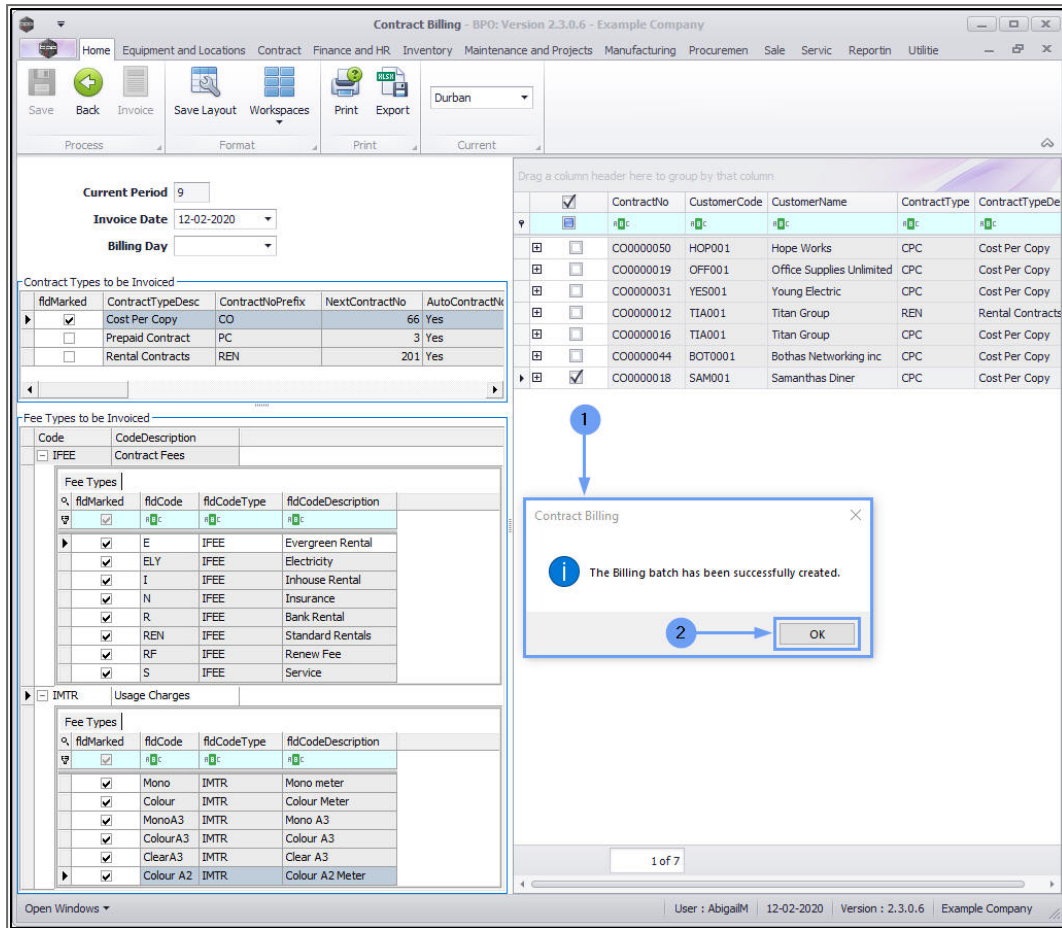 Contract Billing - BPO: Version 2.3.0.6 - Example Company
Home Equipment and Locations Contract Finance and HR Inventory Maintenance and Projects Manufacturing Procuremen Sale Servic Reportin Utilitie
Save Back Invoice Save Layout Workspaces Print Export Durban
Process Format Print Current
Current Period 9
Invoice Date 12-02-2020
Billing Day
Contract Types to be Invoiced
fldMarked ContractTypeDesc ContractNoPrefix NextContractNo AutoContractNo
Cost Per Copy CO 66 Yes
Prepaid Contract PC 3 Yes
Rental Contracts REN 201 Yes
Fee Types to be Invoiced
Code CodeDescription
IFEE Contract Fees
Fee Types
fldMarked fldCode fldCodeType fldCodeDescription
E IFEE Evergreen Rental
ELY IFEE Electricity
I IFEE Inhouse Rental
N IFEE Insurance
R IFEE Bank Rental
REN IFEE Standard Rentals
RF IFEE Renew Fee
S IFEE Service
IMTR Usage Charges
Fee Types
fldMarked fldCode fldCodeType fldCodeDescription
Mono IMTR Mono meter
Colour IMTR Colour Meter
MonoA3 IMTR Mono A3
ColourA3 IMTR Colour A3
ClearA3 IMTR Clear A3
Colour A2 IMTR Colour A2 Meter
Drag a column header here to group by that column
ContractNo CustomerCode CustomerName ContractType ContractTypeDe
CO0000050 HOP001 Hope Works CPC Cost Per Copy
CO0000019 OFF001 Office Supplies Unlimited CPC Cost Per Copy
CO0000031 YES001 Young Electric CPC Cost Per Copy
CO0000012 TIA001 Titan Group REN Rental Contracts
CO0000016 TIA001 Titan Group CPC Cost Per Copy
CO0000044 BOT0001 Bothas Networking inc CPC Cost Per Copy
CO0000018 SAM001 Samanthas Diner CPC Cost Per Copy
1
Contract Billing
The Billing batch has been successfully created.
2 OK
1 of 7
Open Windows User : AbigailM 12-02-2020 Version : 2.3.0.6 Example Company